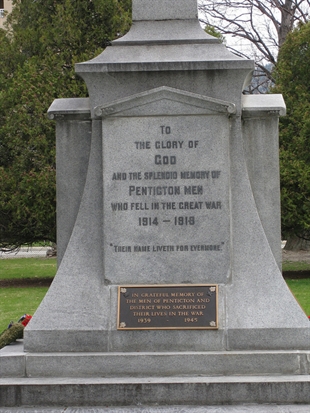 TO
THE GLORY OF
GOD
AND THE SPLENDID MEMORY OF
PENTICTON MEN
WHO FELL IN THE GREAT WAR
1914 - 1918
"THEIR NAME LIVETH FOR EVERMORE."
IN GRATEFUL MEMORY OF
THE MEN OF PENTICTON AND
DISTRICT WHO SACRIFICED
THEIR LIVES IN THE WAR
1939 - 1945